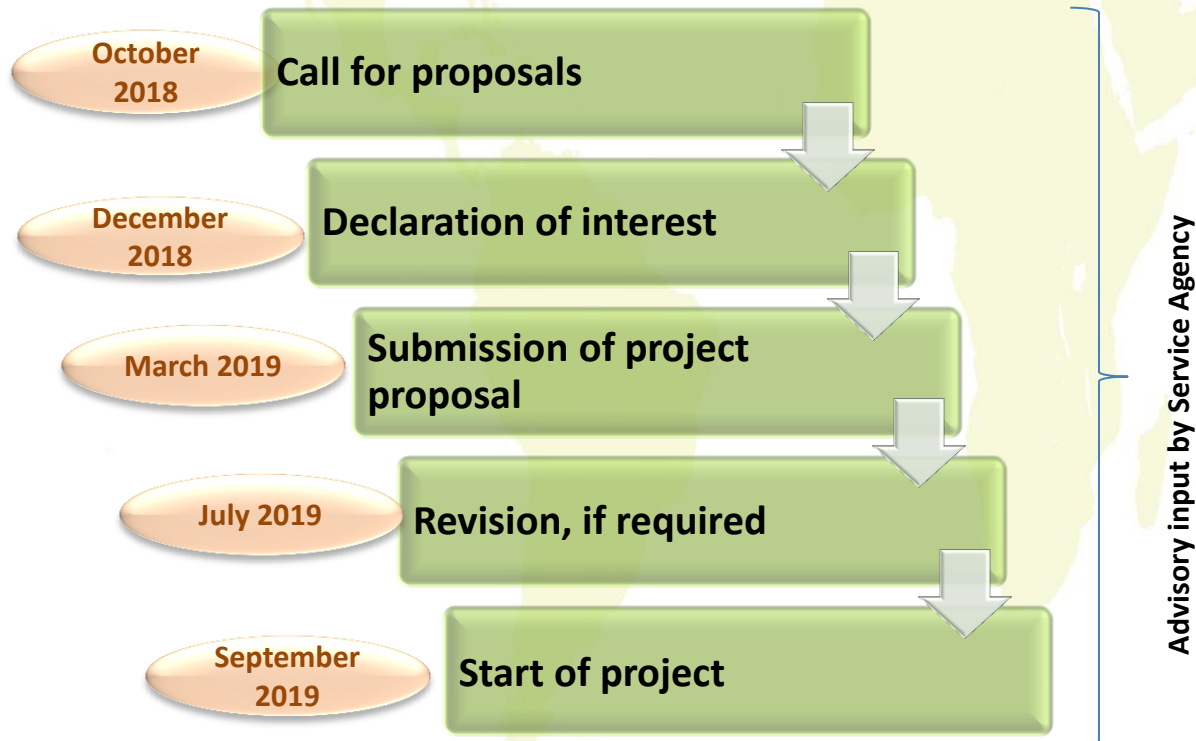 October
2018
Call for proposals
December
2018
Declaration of interest
March 2019
Submission of project
proposal
July 2019
Revision, if required
September
2019
Start of project
Advisory input by Service Agency